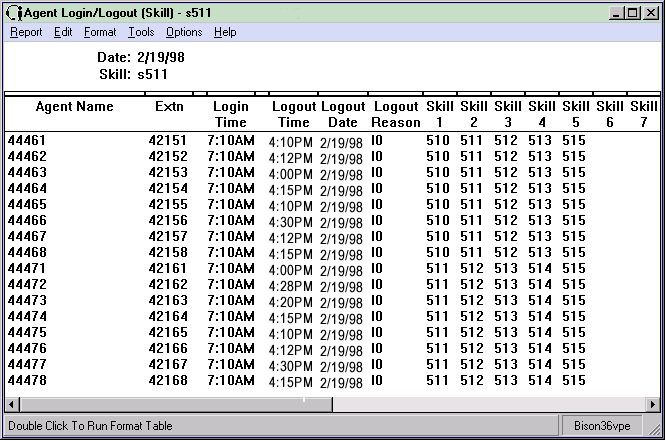 Agent Login/Logout (Skill) - s511
Report Edit Format Tools Options Help
Date: 2/19/98
Skill: s511
Agent Name Extn Login Time Logout Time Logout Date Logout Reason Skill 1 Skill 2 Skill 3 Skill 4 Skill 5 Skill 6 Skill 7
44461 42151 7:10AM 4:10PM 2/19/98 I0 510 511 512 513 515
44462 42152 7:10AM 4:12PM 2/19/98 I0 510 511 512 513 515
44463 42153 7:10AM 4:00PM 2/19/98 I0 510 511 512 513 515
44464 42154 7:10AM 4:15PM 2/19/98 I0 510 511 512 513 515
44465 42155 7:10AM 4:10PM 2/19/98 I0 510 511 512 513 515
44466 42156 7:10AM 4:30PM 2/19/98 I0 510 511 512 513 515
44467 42157 7:10AM 4:12PM 2/19/98 I0 510 511 512 513 515
44468 42158 7:10AM 4:15PM 2/19/98 I0 510 511 512 513 515
44471 42161 7:10AM 4:00PM 2/19/98 I0 511 512 513 514 515
44472 42162 7:10AM 4:28PM 2/19/98 I0 511 512 513 514 515
44473 42163 7:10AM 4:20PM 2/19/98 I0 511 512 513 514 515
44474 42164 7:10AM 4:15PM 2/19/98 I0 511 512 513 514 515
44475 42165 7:10AM 4:10PM 2/19/98 I0 511 512 513 514 515
44476 42166 7:10AM 4:12PM 2/19/98 I0 511 512 513 514 515
44477 42167 7:10AM 4:30PM 2/19/98 I0 511 512 513 514 515
44478 42168 7:10AM 4:15PM 2/19/98 I0 511 512 513 514 515
Double Click To Run Format Table Bison36vpe